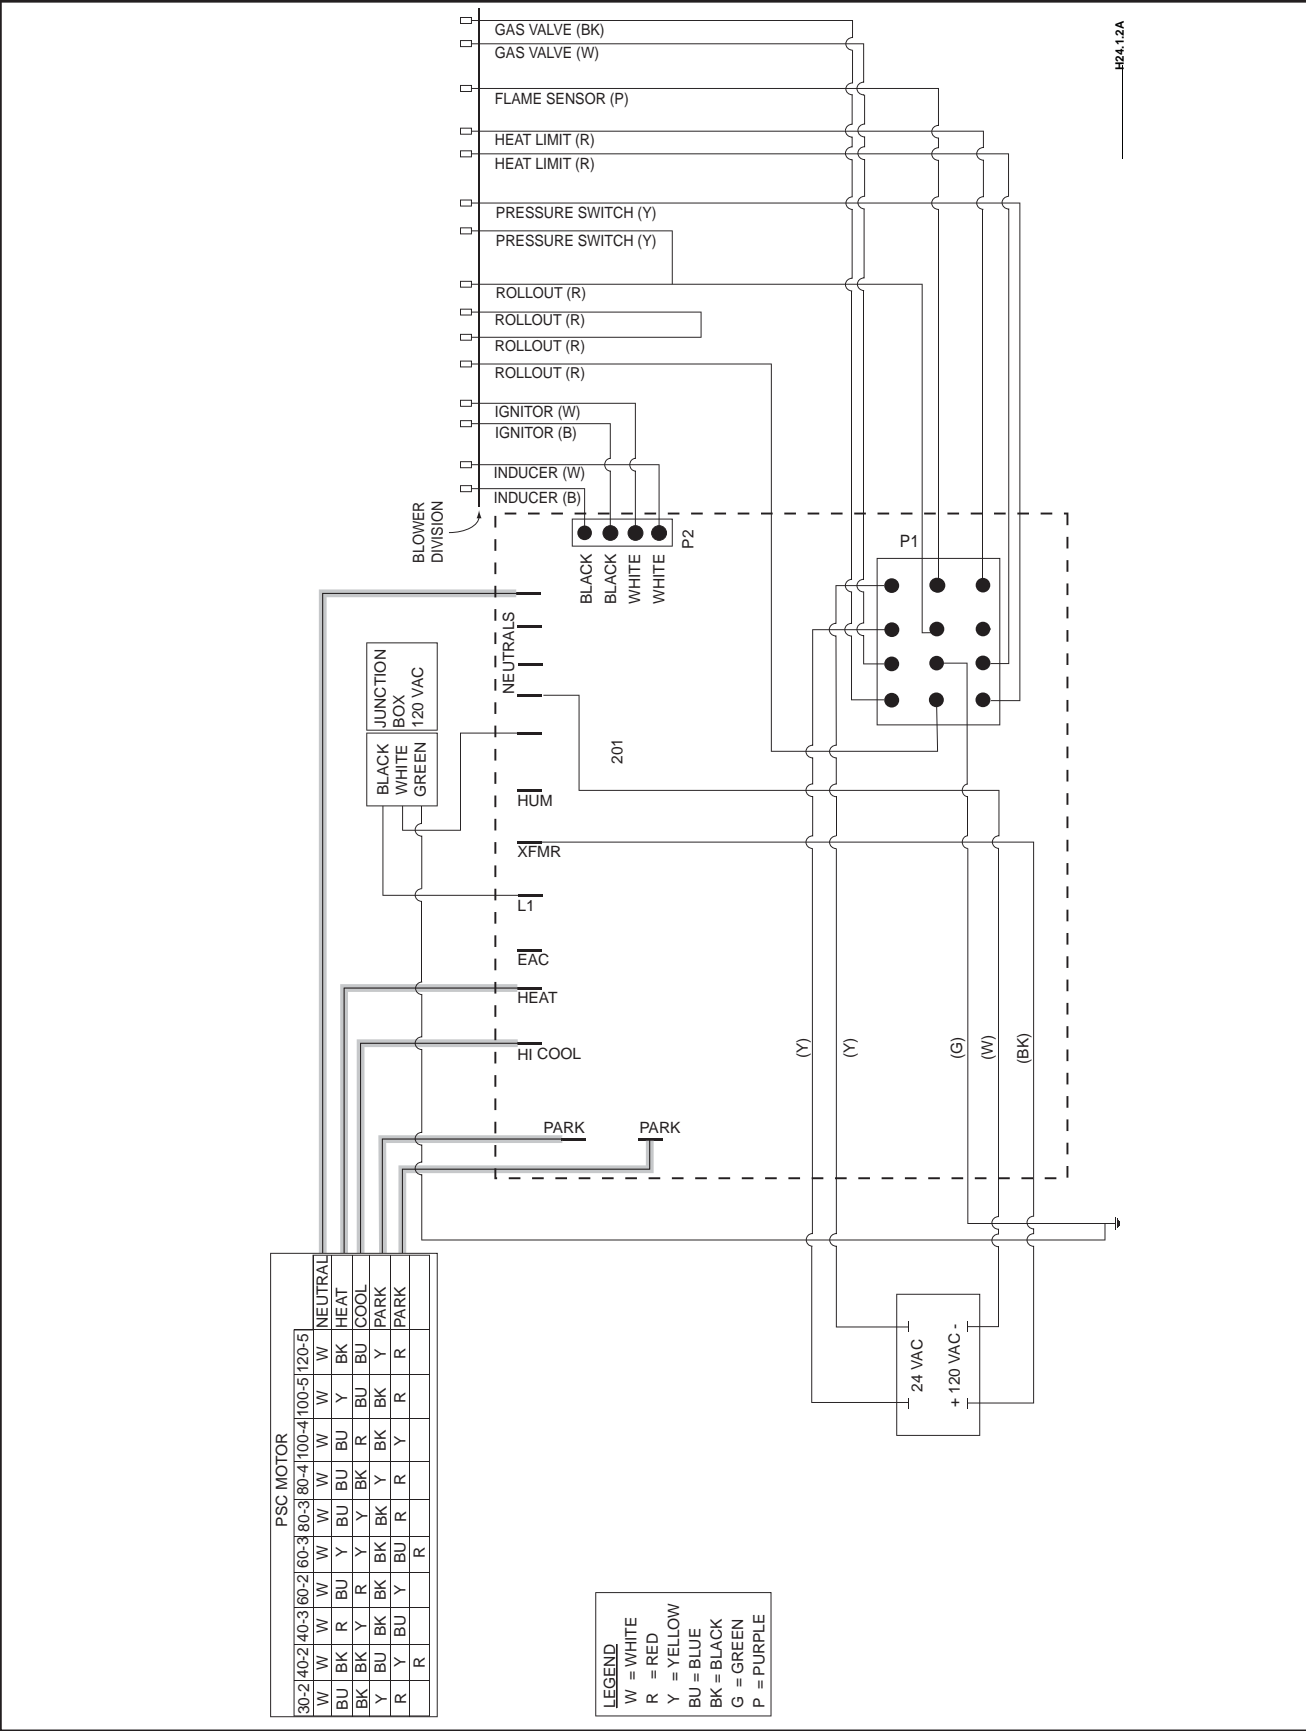 GAS VALVE (BK)
GAS VALVE (W)
FLAME SENSOR (P)
HEAT LIMIT (R)
HEAT LIMIT (R)
PRESSURE SWITCH (Y)
PRESSURE SWITCH (Y)
ROLLOUT (R)
ROLLOUT (R)
ROLLOUT (R)
ROLLOUT (R)
IGNITOR (W)
IGNITOR (B)
INDUCER (W)
INDUCER (B)
H24.1.2A
BLOWER
DIVISION
P2
BLACK
BLACK
WHITE
WHITE
P1
NEUTRALS
JUNCTION
BOX
120 VAC
BLACK
WHITE
GREEN
201
HUM
XFMR
L1
EAC
HEAT
HI COOL
PARK
PARK
(Y)
(Y)
(G)
(W)
(BK)
24 VAC
+ 120 VAC -
PSC MOTOR
30-2 40-2 40-3 60-2 60-3 80-3 80-4 100-4 100-5 120-5
W W W W W W W W W W NEUTRAL
BU BK R BU Y BU BU BU Y BK HEAT
BK BK Y R Y Y BK R BU BU COOL
Y BU BK BK BK BK Y BK BK Y PARK
R Y BU Y BU R R Y R R PARK
R R
LEGEND
W = WHITE
R = RED
Y = YELLOW
BU = BLUE
BK = BLACK
G = GREEN
P = PURPLE